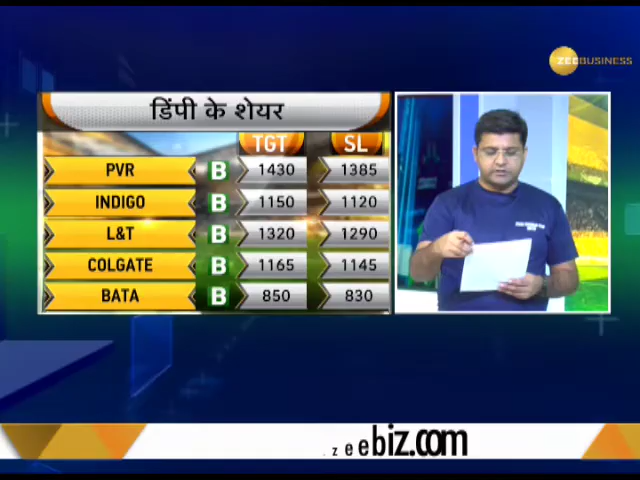 ZEEBUSINESS
डिंपी के शेयर
TGT SL
PVR B 1430 1385
INDIGO B 1150 1120
L&T B 1320 1290
COLGATE B 1165 1145
BATA B 850 830
.zeebiz.com